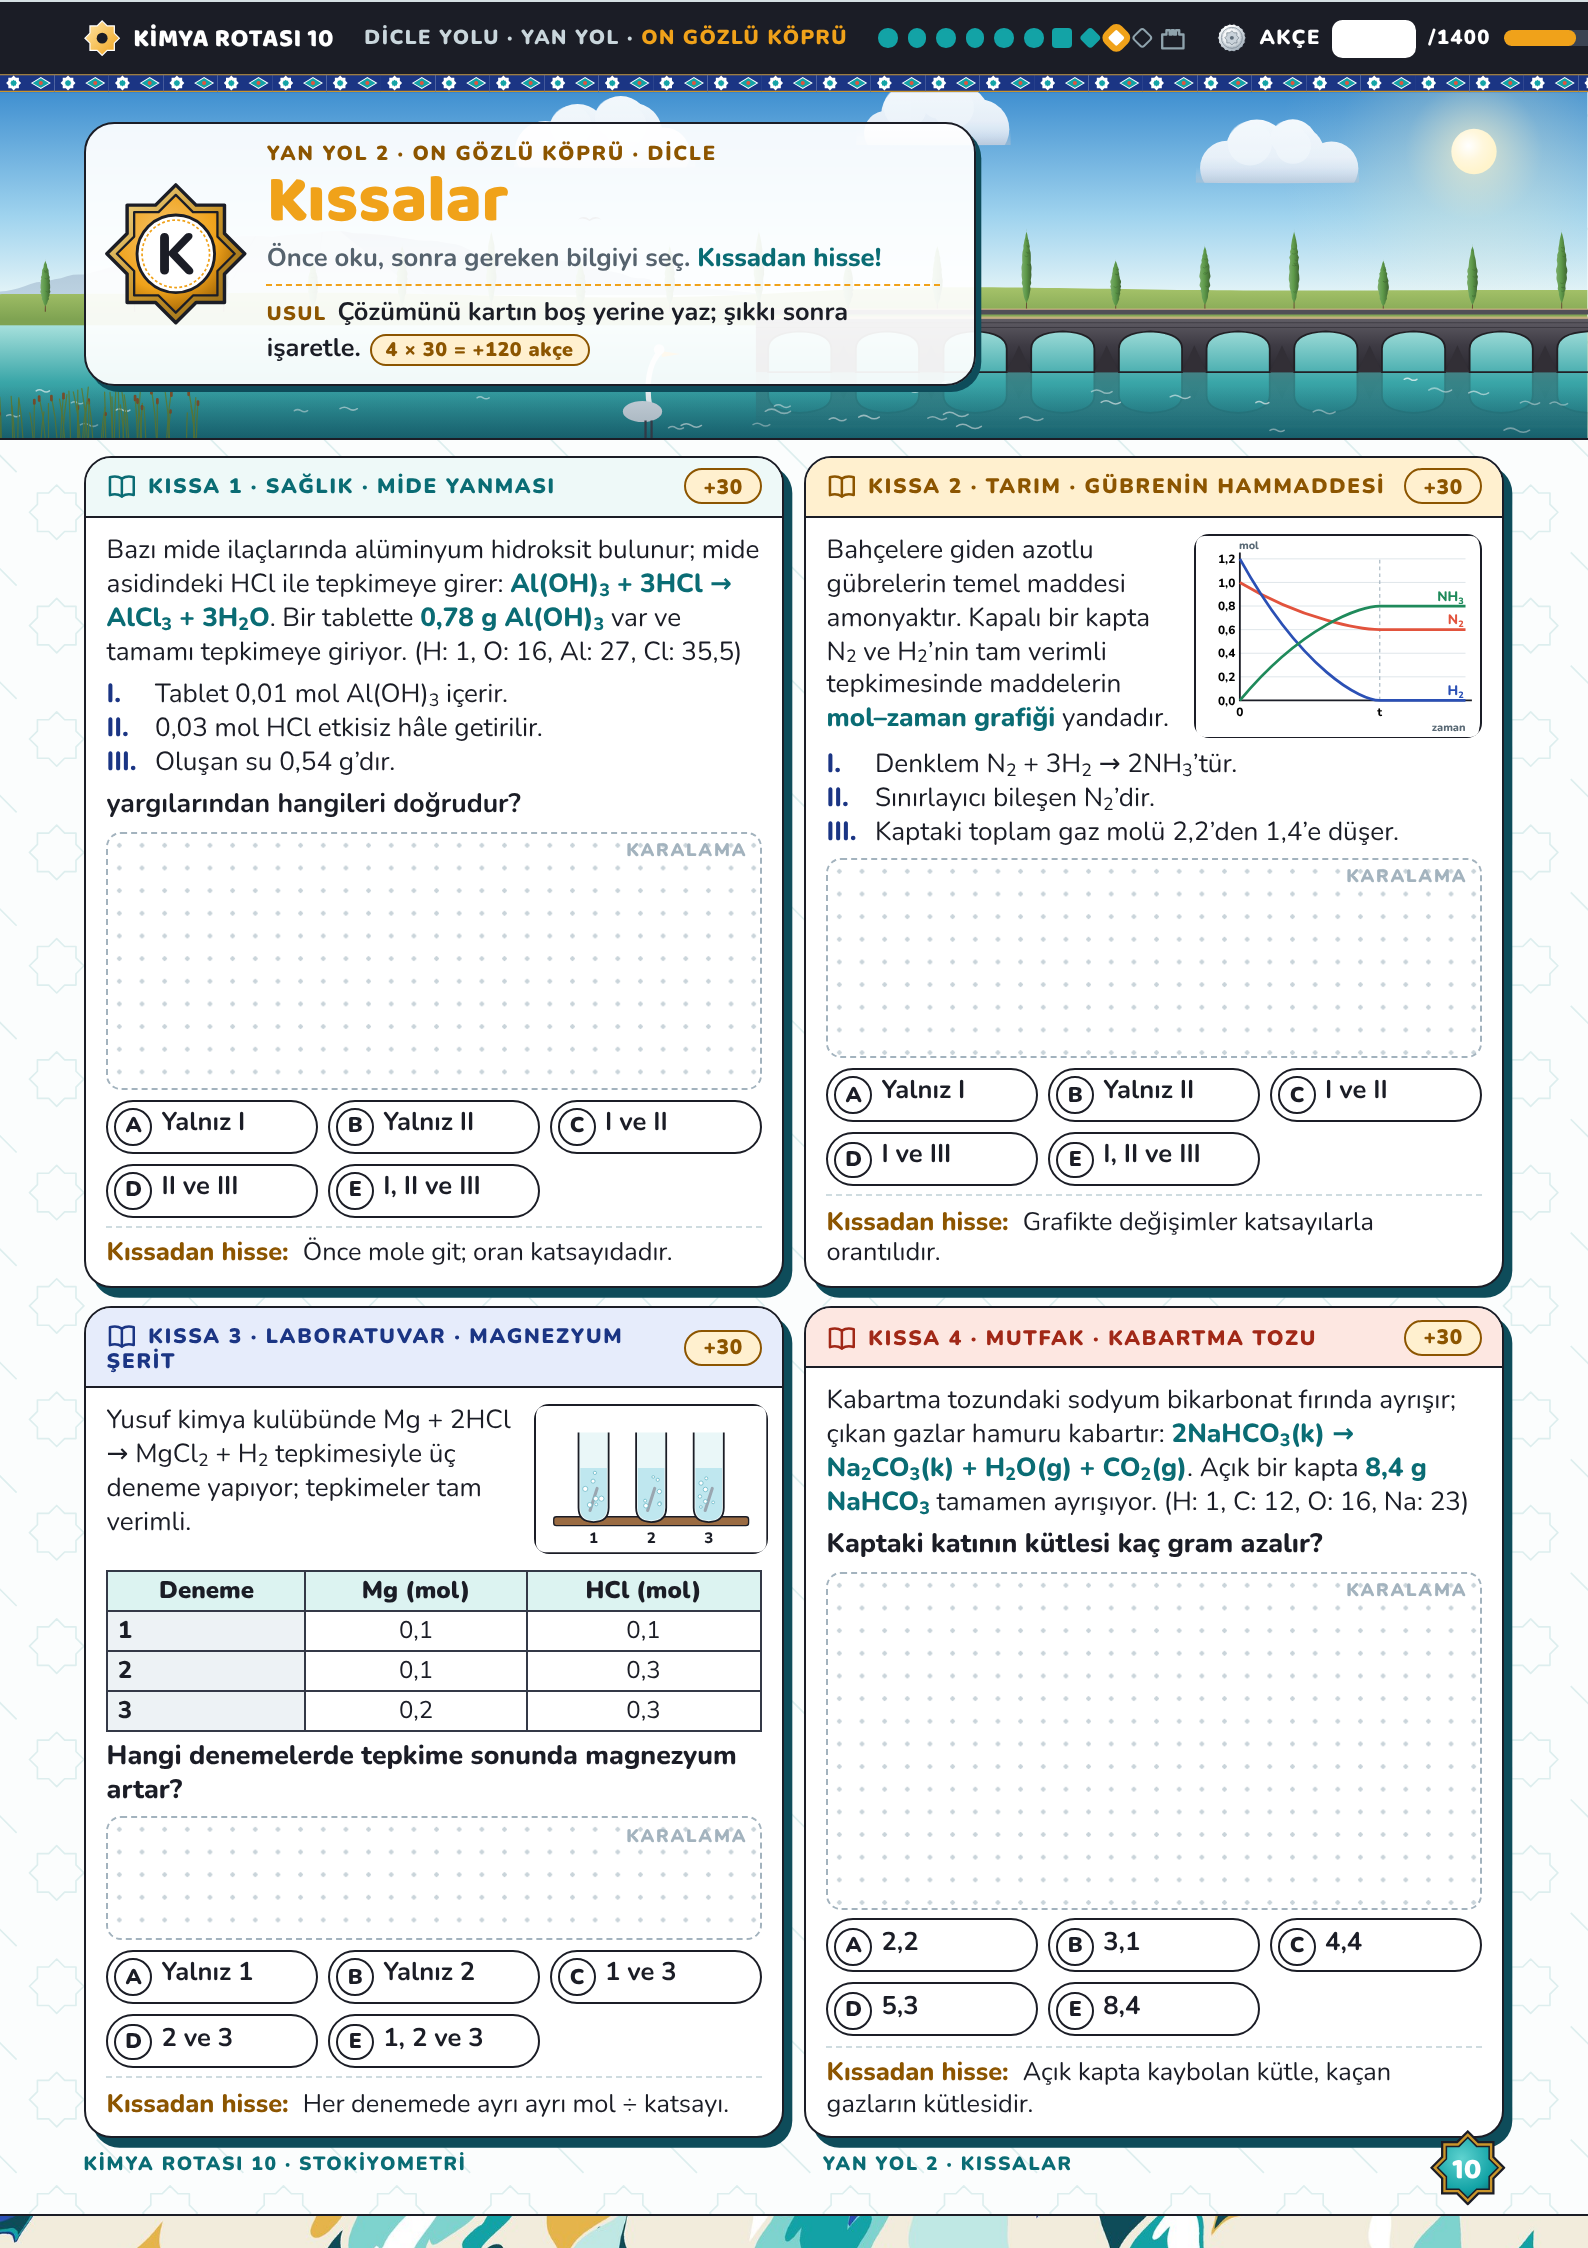 KİMYA ROTASI 10 DİCLE YOLU · YAN YOL · ON GÖZLÜ KÖPRÜ AKÇE /1400
YAN YOL 2 · ON GÖZLÜ KÖPRÜ · DİCLE
K
Kıssalar
Önce oku, sonra gereken bilgiyi seç. Kıssadan hisse!
USUL Çözümünü kartın boş yerine yaz; şıkkı sonra
işaretle. 4 × 30 = +120 akçe
KISSA 1 · SAĞLIK · MİDE YANMASI +30
Bazı mide ilaçlarında alüminyum hidroksit bulunur; mide
asidindeki HCl ile tepkimeye girer: Al(OH)₃ + 3HCl →
AlCl₃ + 3H₂O. Bir tablette 0,78 g Al(OH)₃ var ve
tamamı tepkimeye giriyor. (H: 1, O: 16, Al: 27, Cl: 35,5)
I. Tablet 0,01 mol Al(OH)₃ içerir.
II. 0,03 mol HCl etkisiz hâle getirilir.
III. Oluşan su 0,54 g’dır.
yargılarından hangileri doğrudur?
KARALAMA
A Yalnız I
B Yalnız II
C I ve II
D II ve III
E I, II ve III
Kıssadan hisse: Önce mole git; oran katsayıdadır.
KISSA 2 · TARIM · GÜBRENİN HAMMADDESİ +30
Bahçelere giden azotlu
gübrelerin temel maddesi
amonyaktır. Kapalı bir kapta
N₂ ve H₂’nin tam verimli
tepkimesinde maddelerin
mol–zaman grafiği yandadır.
mol
1,2
1,0
0,8
0,6
0,4
0,2
0,0
NH₃
N₂
H₂
0
t
zaman
I. Denklem N₂ + 3H₂ → 2NH₃’tür.
II. Sınırlayıcı bileşen N₂’dir.
III. Kaptaki toplam gaz molü 2,2’den 1,4’e düşer.
KARALAMA
A Yalnız I
B Yalnız II
C I ve II
D I ve III
E I, II ve III
Kıssadan hisse: Grafikte değişimler katsayılarla
orantılıdır.
KISSA 3 · LABORATUVAR · MAGNEZYUM
ŞERİT +30
Yusuf kimya kulübünde Mg + 2HCl
→ MgCl₂ + H₂ tepkimesiyle üç
deneme yapıyor; tepkimeler tam
verimli.
1 2 3
Deneme Mg (mol) HCl (mol)
1 0,1 0,1
2 0,1 0,3
3 0,2 0,3
Hangi denemelerde tepkime sonunda magnezyum
artar?
KARALAMA
A Yalnız 1
B Yalnız 2
C 1 ve 3
D 2 ve 3
E 1, 2 ve 3
Kıssadan hisse: Her denemede ayrı ayrı mol ÷ katsayı.
KISSA 4 · MUTFAK · KABARTMA TOZU +30
Kabartma tozundaki sodyum bikarbonat fırında ayrışır;
çıkan gazlar hamuru kabartır: 2NaHCO₃(k) →
Na₂CO₃(k) + H₂O(g) + CO₂(g). Açık bir kapta 8,4 g
NaHCO₃ tamamen ayrışıyor. (H: 1, C: 12, O: 16, Na: 23)
Kaptaki katının kütlesi kaç gram azalır?
KARALAMA
A 2,2
B 3,1
C 4,4
D 5,3
E 8,4
Kıssadan hisse: Açık kapta kaybolan kütle, kaçan
gazların kütlesidir.
KİMYA ROTASI 10 · STOKİYOMETRİ
YAN YOL 2 · KISSALAR
10